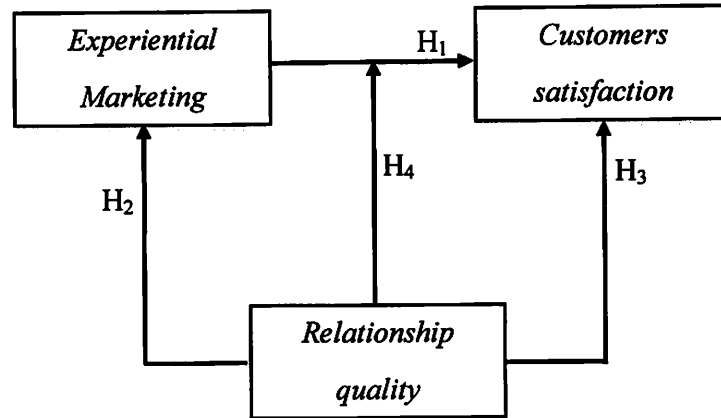 Experiential
Marketing
H₁
Customers
satisfaction
H₂
H₄
H₃
Relationship
quality